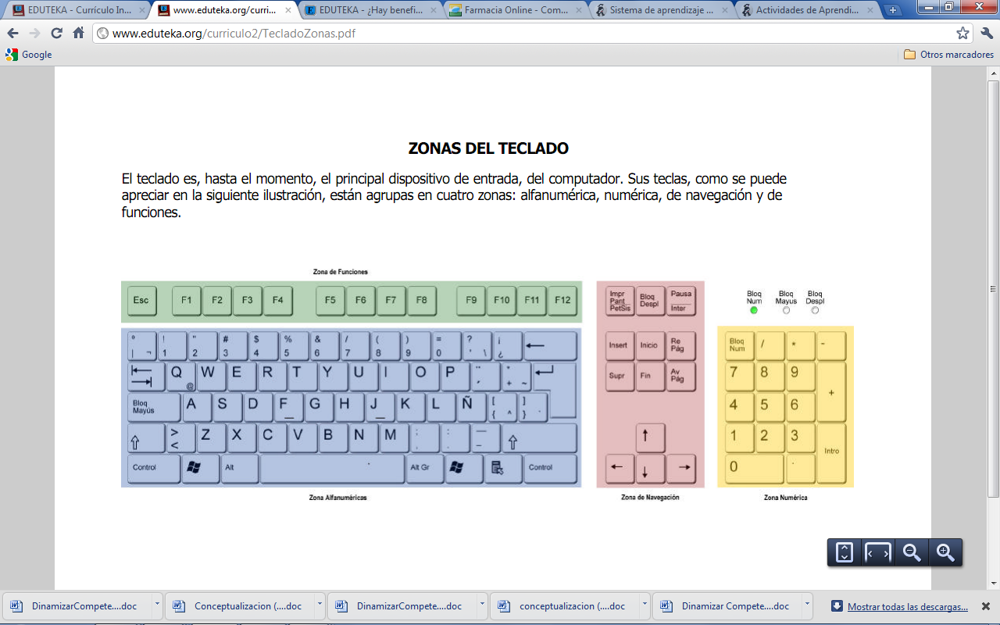 EDUTEKA - Currículo In... www.eduteka.org/curri... EDUTEKA - ¿Hay benefi... Farmacia Online - Com... Sistema de aprendizaje ... Actividades de Aprendi...
www.eduteka.org/curriculo2/TecladoZonas.pdf
Google Otros marcadores
ZONAS DEL TECLADO
El teclado es, hasta el momento, el principal dispositivo de entrada, del computador. Sus teclas, como se puede
apreciar en la siguiente ilustración, están agrupas en cuatro zonas: alfanumérica, numérica, de navegación y de
funciones.
Zona de Funciones
Esc F1 F2 F3 F4 F5 F6 F7 F8 F9 F10 F11 F12
Impr Pant PetSis Bloq Despl Pausa Inter
Bloq Num Bloq Mayus Bloq Despl
º ! " # $ % & / ( ) = ? ¡
| ¬ 1 2 3 4 5 6 7 8 9 0 ' \ ¿
Insert Inicio Re Pág
Bloq Num / * -
Q @ W E R T Y U I O P + ~
Supr Fin Av Pág
7 8 9 +
Bloq Mayús A S D F G H J K L Ñ [ { ^ ] }
4 5 6
> < Z X C V B N M ; : —
1 2 3 Intro
Control Alt Alt Gr Control
0 .
Zona Alfanuméricas Zona de Navegación Zona Numérica
DinamizarCompete....doc Conceptualizacion (....doc DinamizarCompete....doc conceptualizacion (....doc Dinamizar Compete....doc Mostrar todas las descargas...